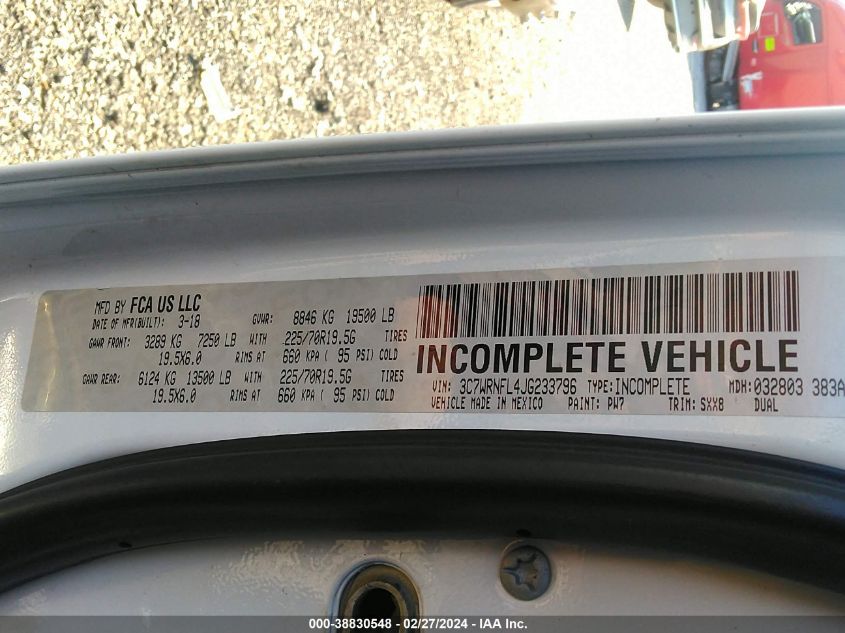 MFD BY FCA US LLC
DATE OF MFR(BUILT): 3-18 GVWR: 8846 KG 19500 LB
GAWR FRONT: 3289 KG 7250 LB WITH 225/70R19.5G TIRES
19.5X6.0 RIMS AT 660 KPA ( 95 PSI) COLD
GAWR REAR: 6124 KG 13500 LB WITH 225/70R19.5G TIRES
19.5X6.0 RIMS AT 660 KPA ( 95 PSI) COLD
INCOMPLETE VEHICLE
VIN: 3C7WRNFL4JG233796 TYPE: INCOMPLETE MDH: 032803 383A
VEHICLE MADE IN MEXICO PAINT: PW7 TRIM: SXX8 DUAL
000-38830548 - 02/27/2024 - IAA Inc.